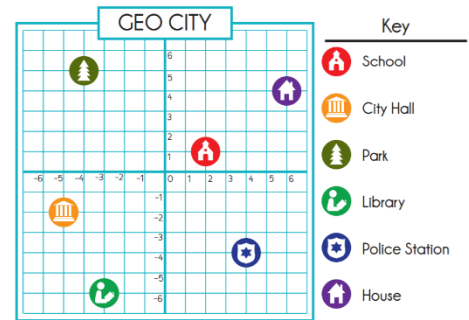 GEO CITY
6
5
4
3
2
1
-6 -5 -4 -3 -2 -1 0 1 2 3 4 5 6
-1
-2
-3
-4
-5
-6
Key
School
City Hall
Park
Library
Police Station
House